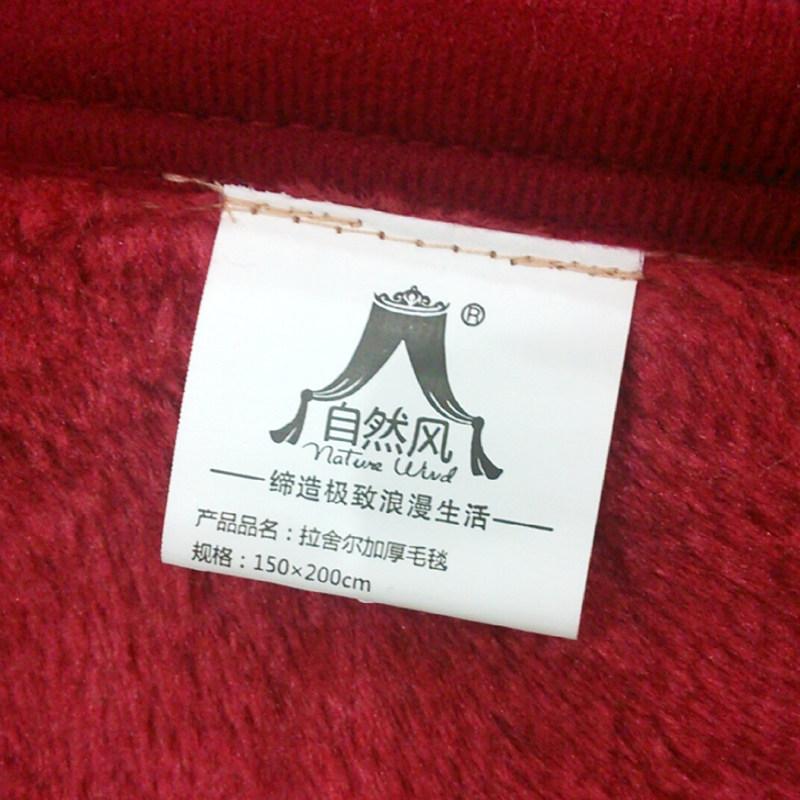 ®
自然风
Nature Wind
缔造极致浪漫生活
产品品名：拉舍尔加厚毛毯
规格：150×200cm